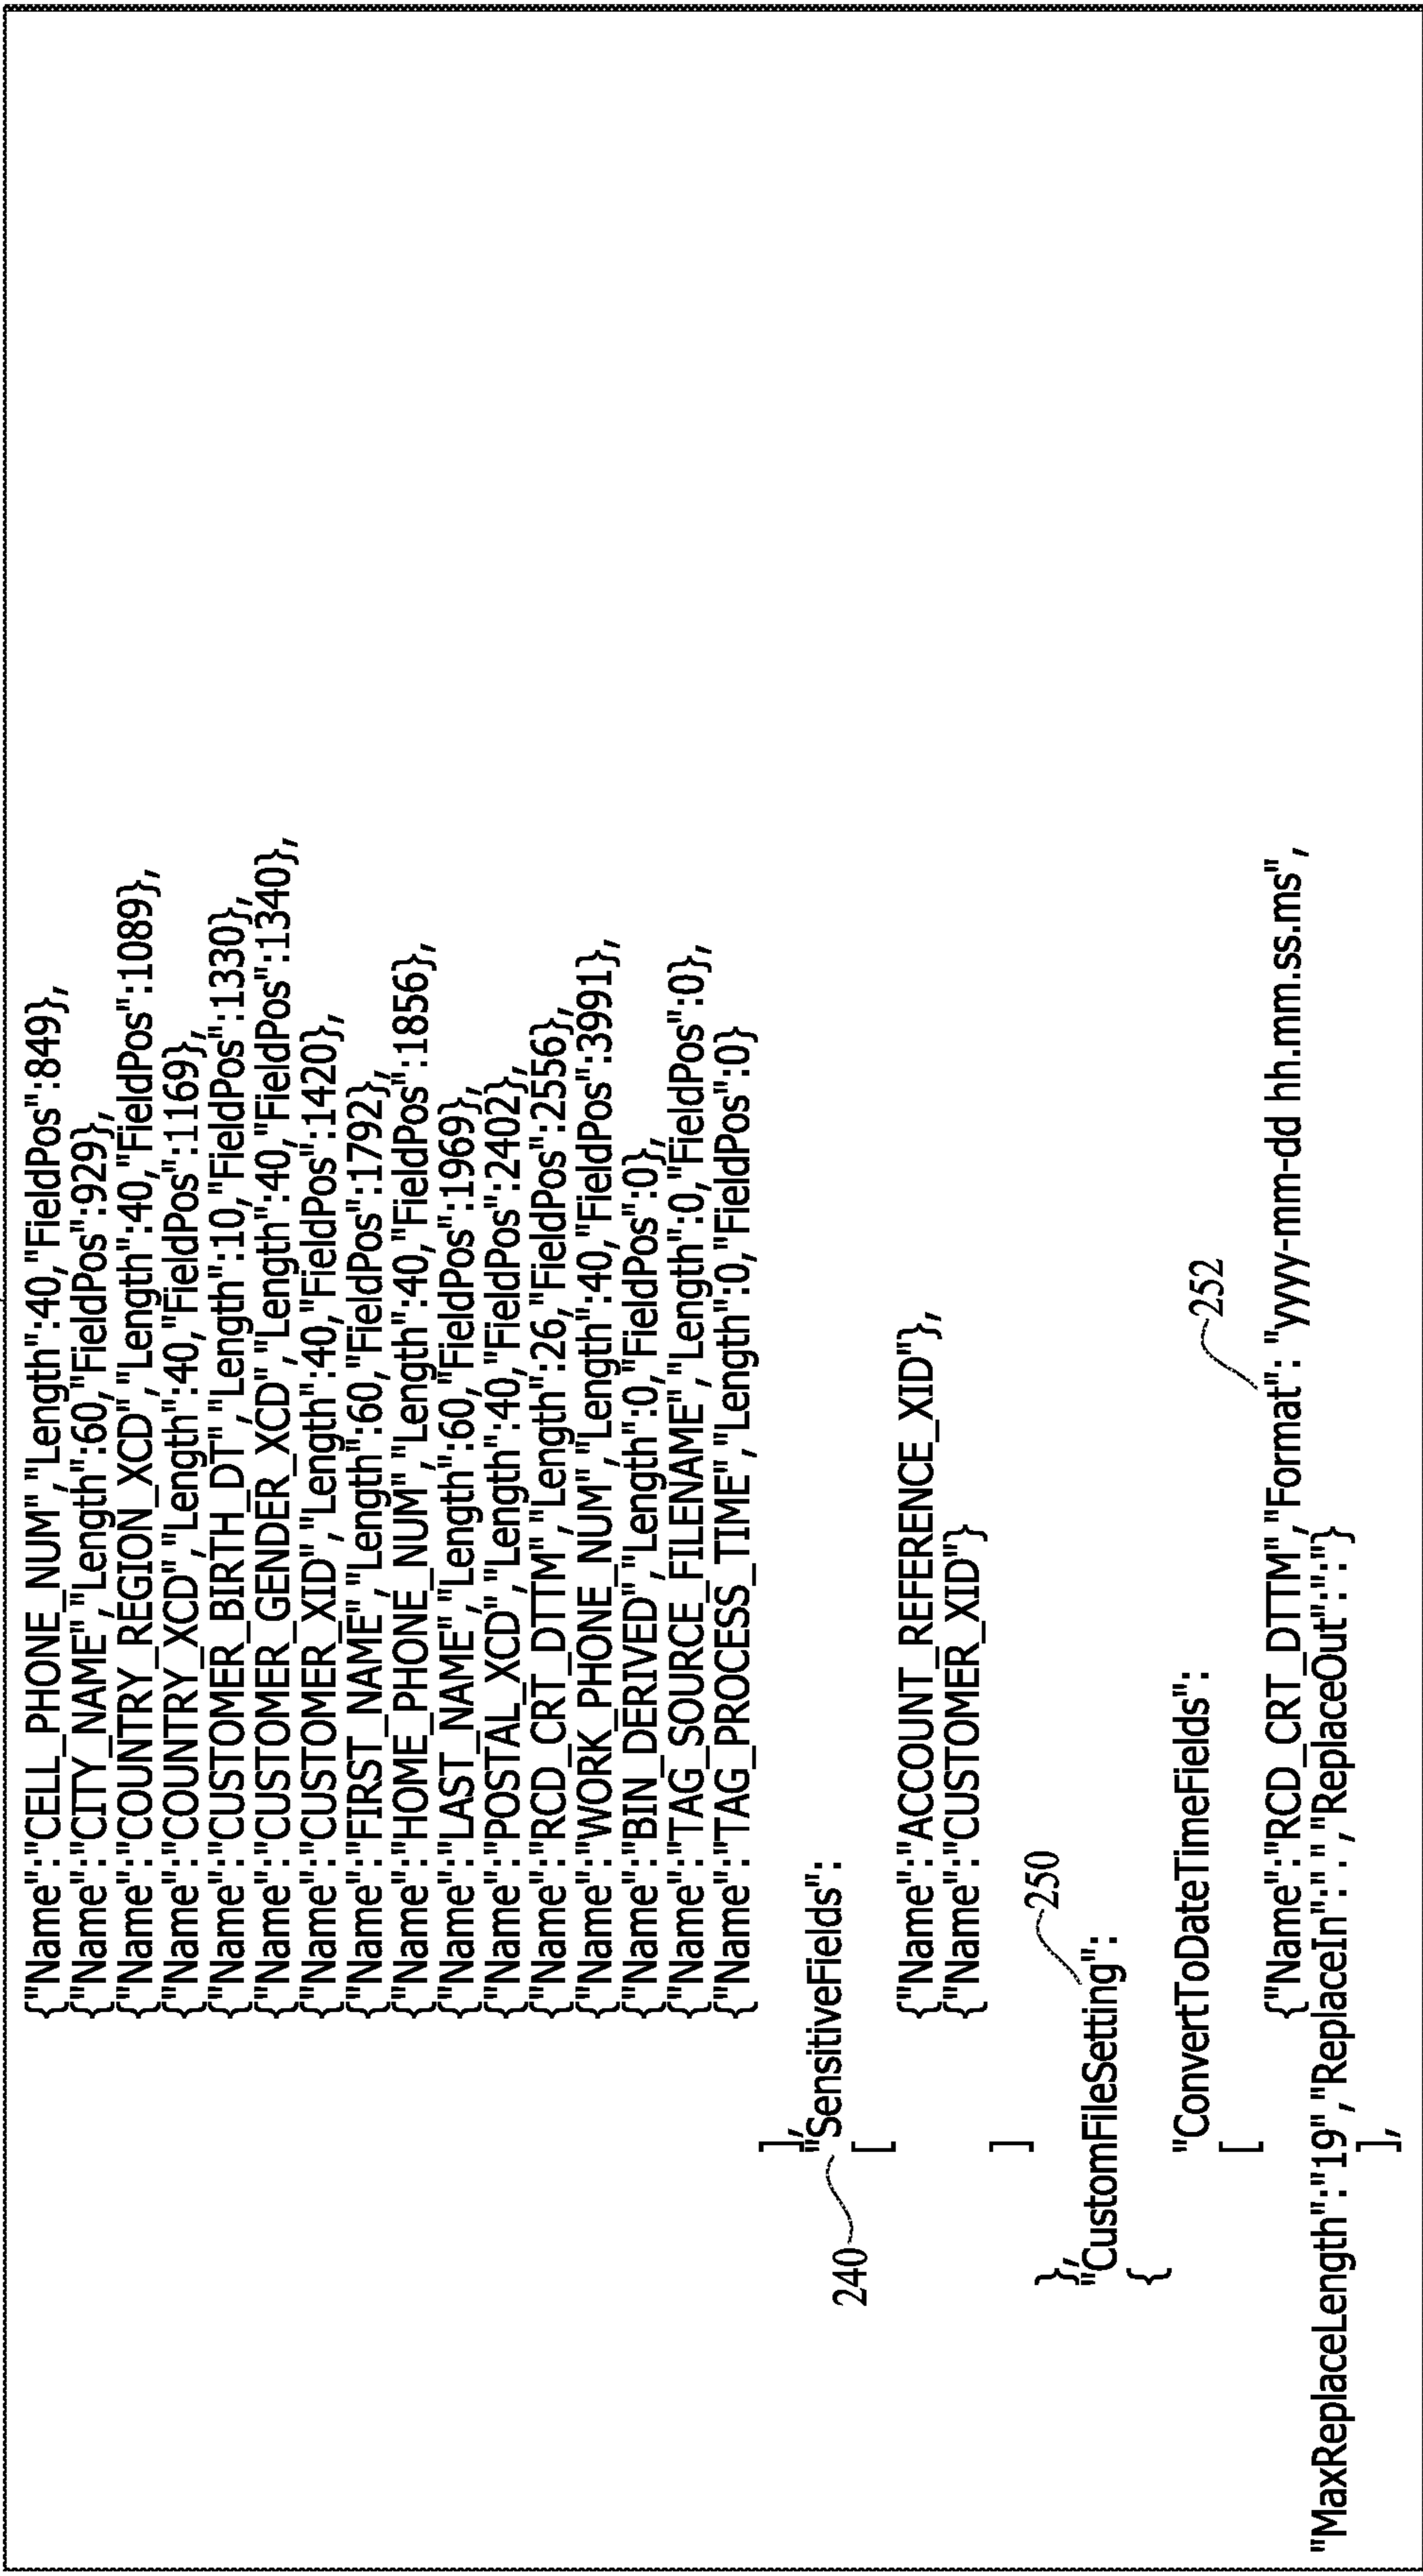 {"Name":"CELL_PHONE_NUM","Length":40,"FieldPos":849},
{"Name":"CITY_NAME","Length":60,"FieldPos":929},
{"Name":"COUNTRY_REGION_XCD","Length":40,"FieldPos":1089},
{"Name":"COUNTRY_XCD","Length":40,"FieldPos":1169},
{"Name":"CUSTOMER_BIRTH_DT","Length":10,"FieldPos":1330},
{"Name":"CUSTOMER_GENDER_XCD","Length":40,"FieldPos":1340},
{"Name":"CUSTOMER_XID","Length":40,"FieldPos":1420},
{"Name":"FIRST_NAME","Length":60,"FieldPos":1792},
{"Name":"HOME_PHONE_NUM","Length":40,"FieldPos":1856},
{"Name":"LAST_NAME","Length":60,"FieldPos":1969},
{"Name":"POSTAL_XCD","Length":40,"FieldPos":2402},
{"Name":"RCD_CRT_DTTM","Length":26,"FieldPos":2556},
{"Name":"WORK_PHONE_NUM","Length":40,"FieldPos":3991},
{"Name":"BIN_DERIVED","Length":0,"FieldPos":0},
{"Name":"TAG_SOURCE_FILENAME","Length":0,"FieldPos":0},
{"Name":"TAG_PROCESS_TIME","Length":0,"FieldPos":0}
],
240 "SensitiveFields":
[
{"Name":"ACCOUNT_REFERENCE_XID"},
{"Name":"CUSTOMER_XID"}
]
250
},
"CustomFileSetting":
{
"ConvertToDateTimeFields":
252
[
{"Name":"RCD_CRT_DTTM","Format": "yyyy-mm-dd hh.mm.ss.ms",
"MaxReplaceLength":"19","ReplaceIn":".","ReplaceOut":":"}
],